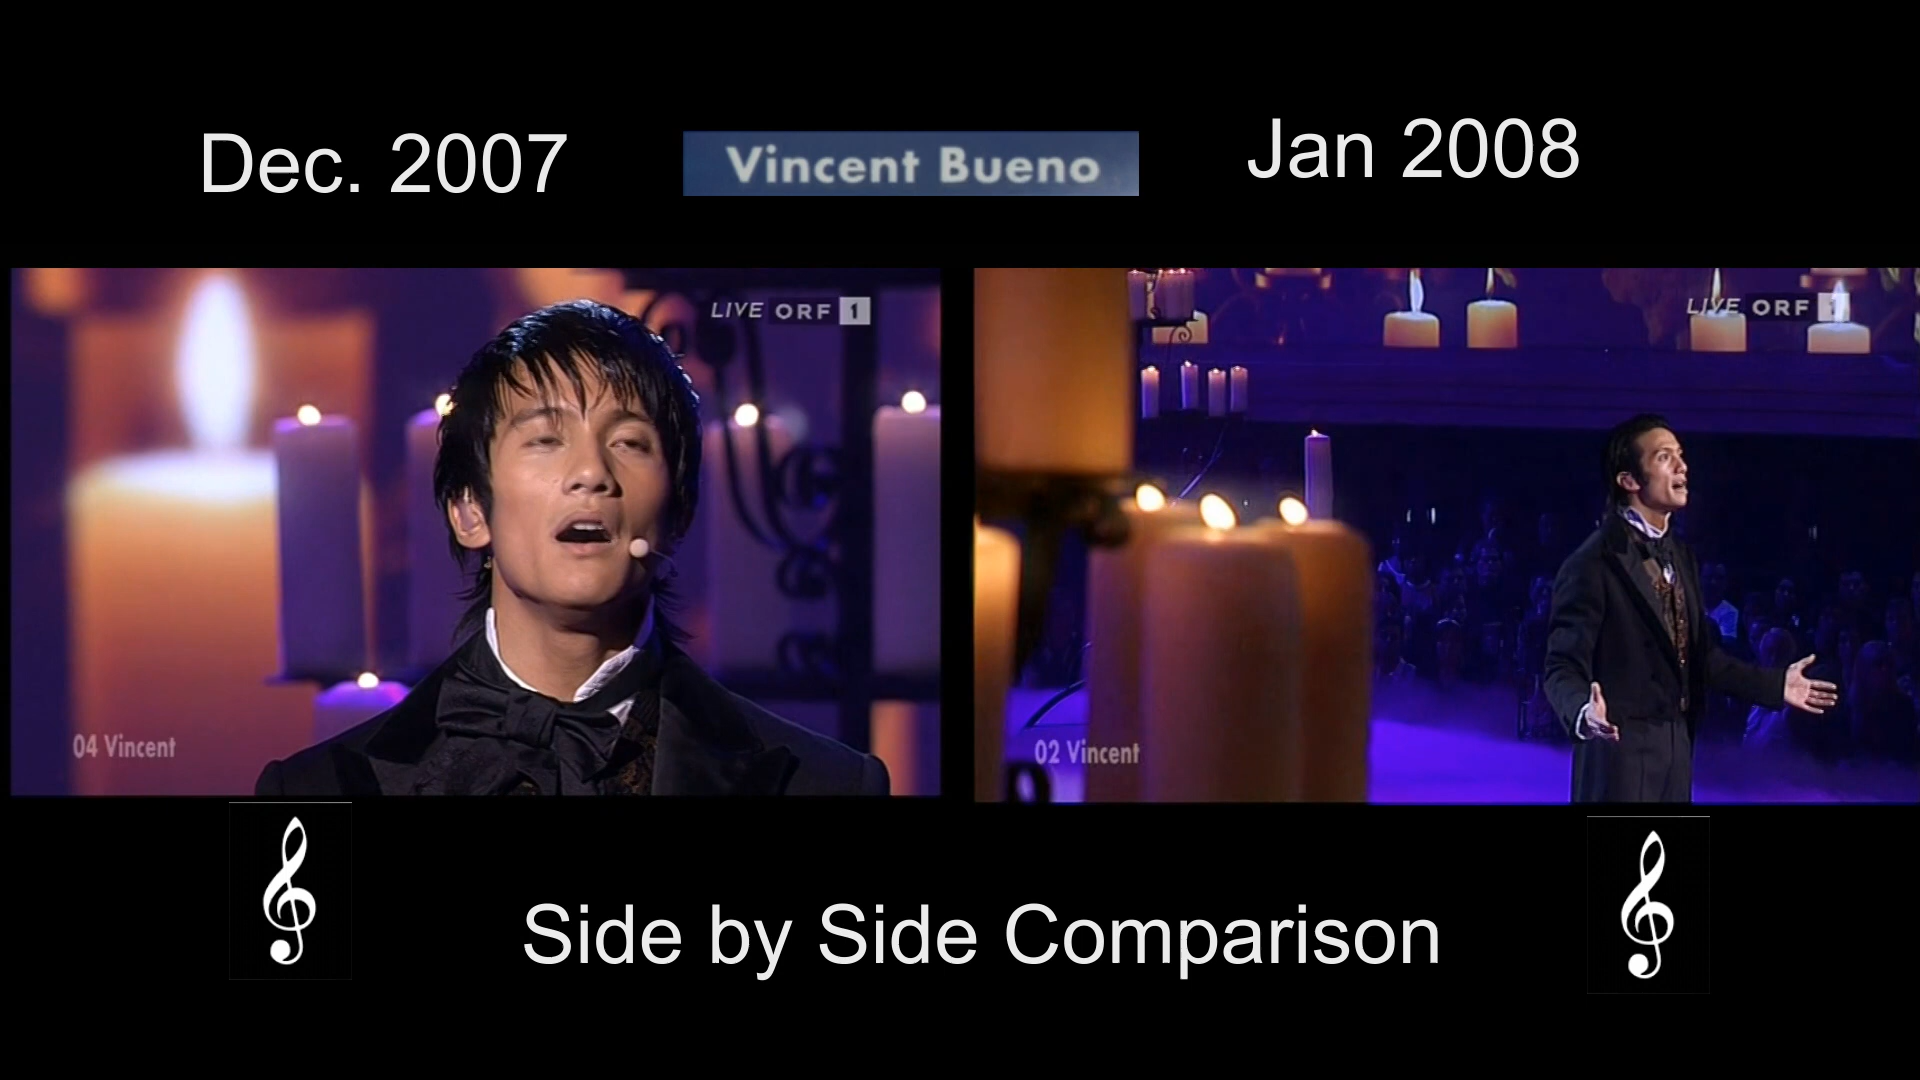 Dec. 2007
Vincent Bueno
Jan 2008
LIVE ORF 1
LIVE ORF 1
04 Vincent
02 Vincent
Side by Side Comparison